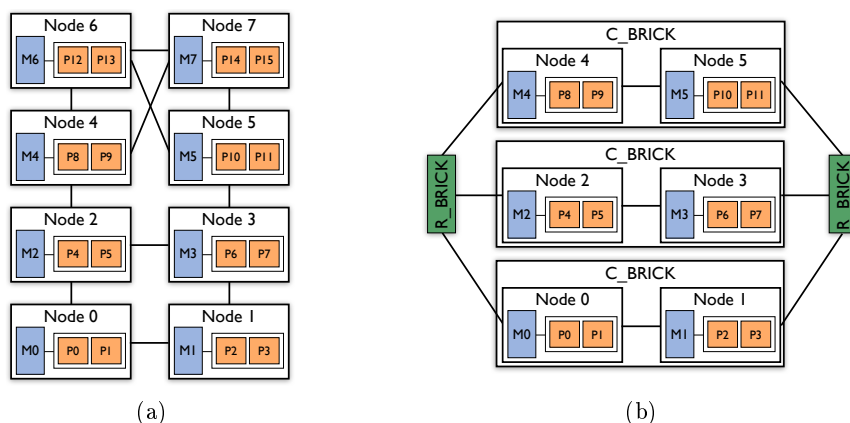 Node 6
M6 P12 P13
Node 7
M7 P14 P15
Node 4
M4 P8 P9
Node 5
M5 P10 P11
Node 2
M2 P4 P5
Node 3
M3 P6 P7
Node 0
M0 P0 P1
Node 1
M1 P2 P3
(a)
C_BRICK
Node 4
M4 P8 P9
Node 5
M5 P10 P11
R_BRICK
C_BRICK
Node 2
M2 P4 P5
Node 3
M3 P6 P7
R_BRICK
C_BRICK
Node 0
M0 P0 P1
Node 1
M1 P2 P3
(b)